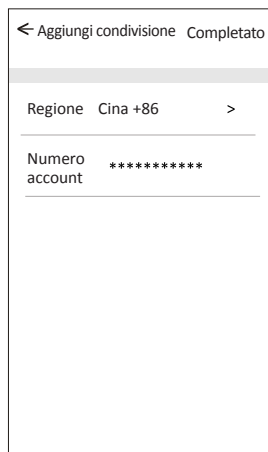 ← Aggiungi condivisione Completato
Regione Cina +86 >
Numero
account ***********